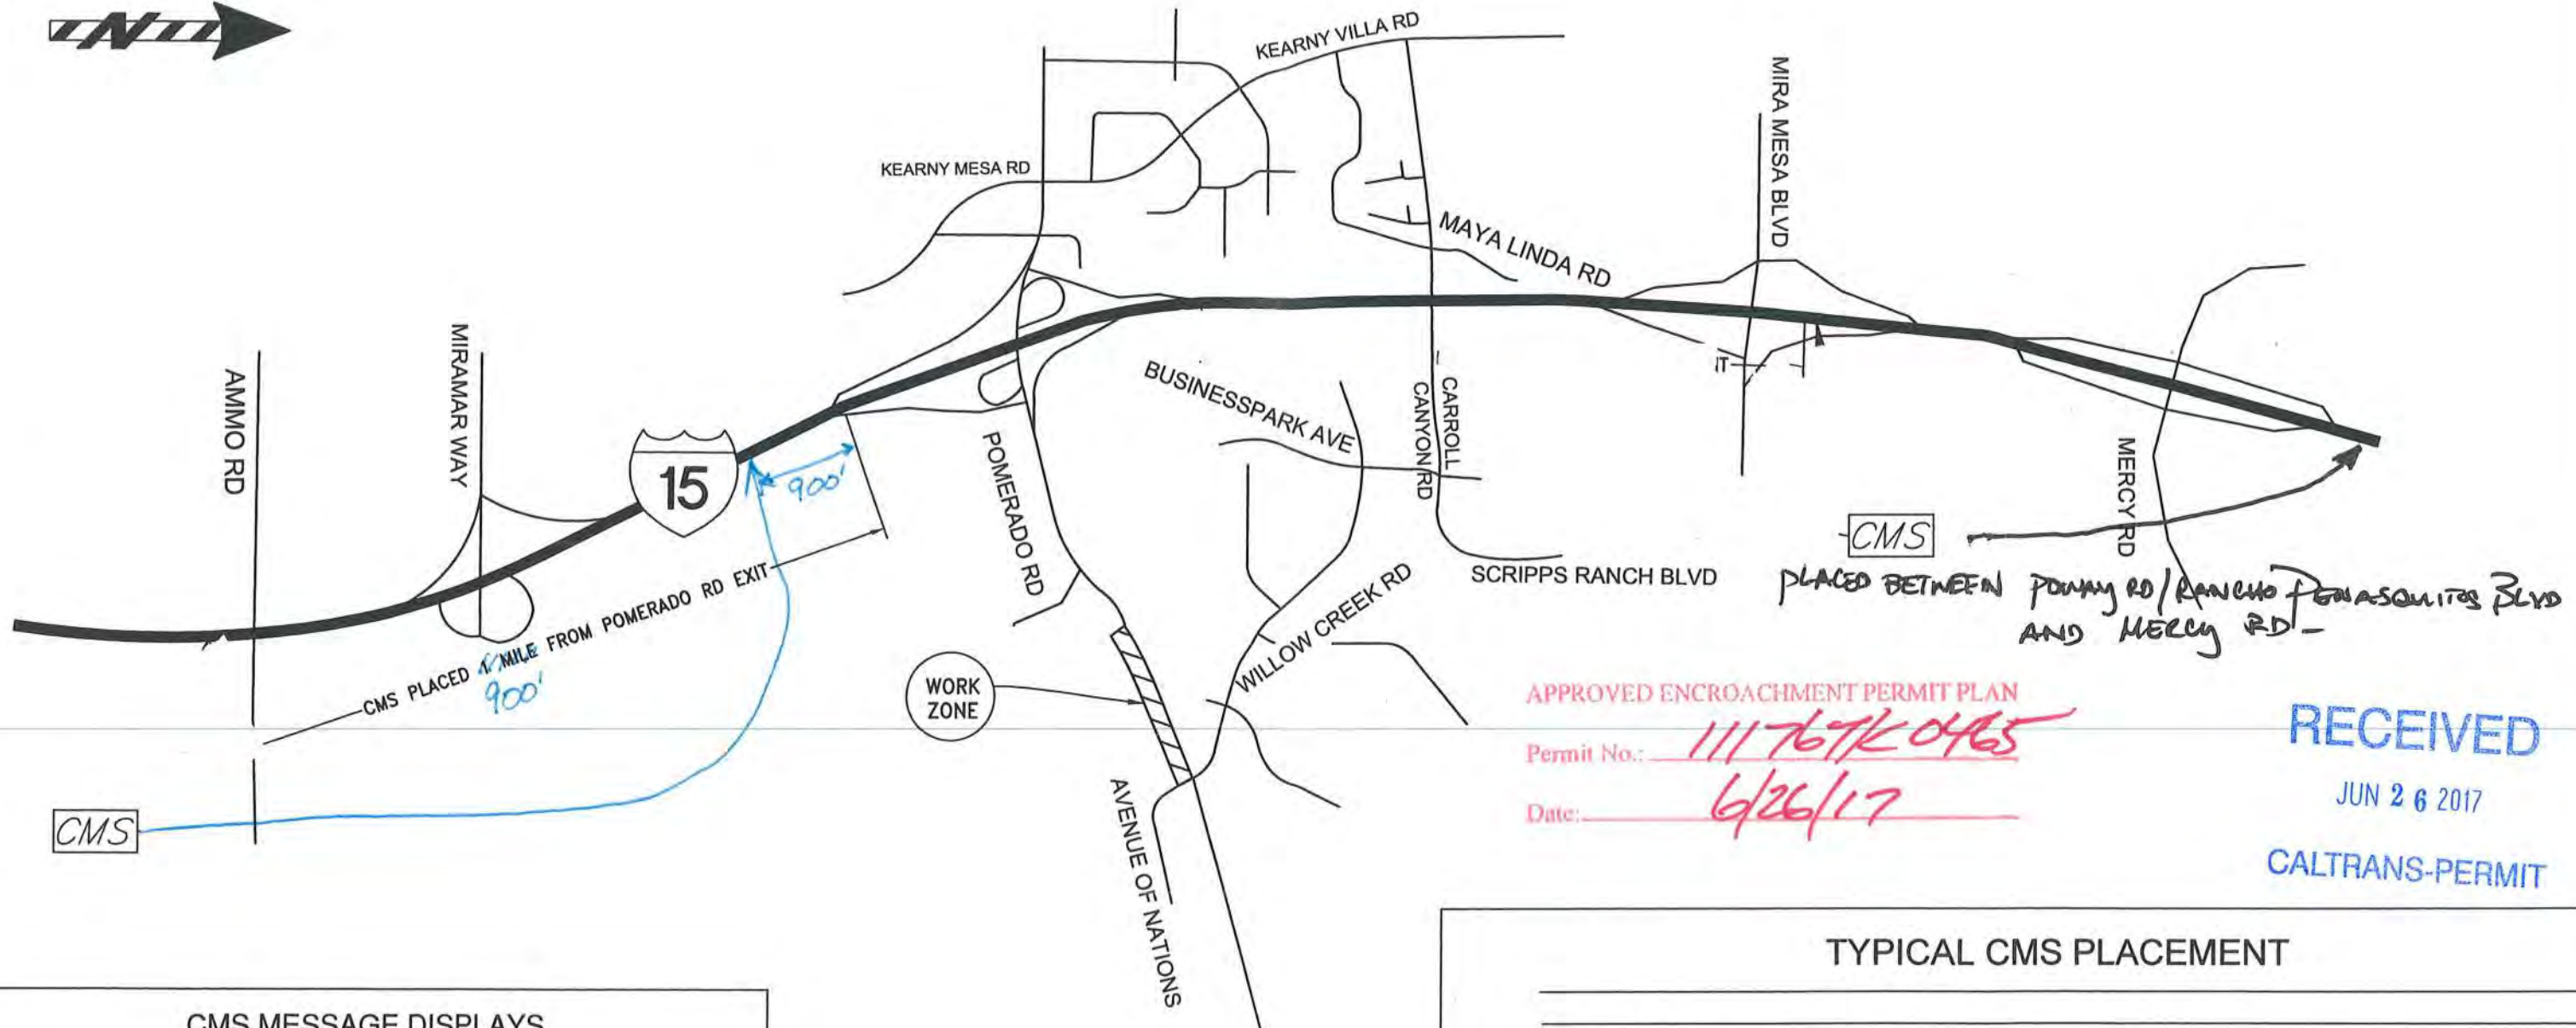 N
KEARNY VILLA RD
KEARNY MESA RD
MIRA MESA BLVD
MAYA LINDA RD
AMMO RD
MIRAMAR WAY
15
900'
POMERADO RD
BUSINESSPARK AVE
CARROLL
CANYON RD
IT
MERCY RD
CMS
SCRIPPS RANCH BLVD
PLACED BETWEEN POWAY RD/RANCHO PENASQUITOS BLVD
AND MERCY RD
CMS PLACED 1 MILE FROM POMERADO RD EXIT
900'
WORK
ZONE
WILLOW CREEK RD
APPROVED ENCROACHMENT PERMIT PLAN
Permit No.: 111767/K0465
Date: 6/26/17
RECEIVED
JUN 26 2017
CALTRANS-PERMIT
CMS
AVENUE OF NATIONS
TYPICAL CMS PLACEMENT
CMS MESSAGE DISPLAYS